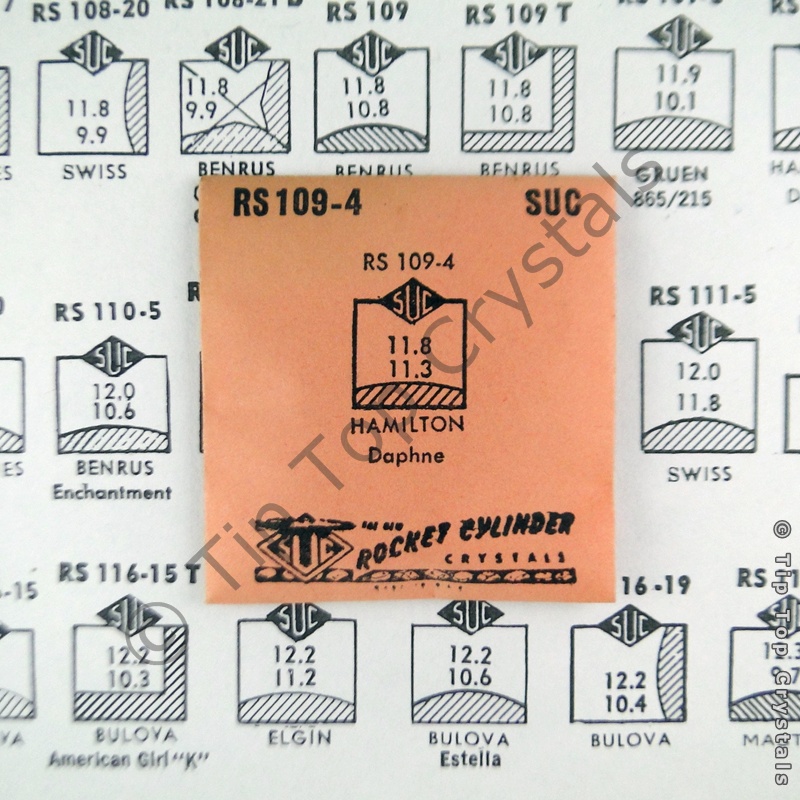 RS 108-20
RS 109
RS 109 T
SUC
SUC
SUC
SUC
SUC
11.8
9.9
11.8
9.9
11.8
10.8
11.8
10.8
11.9
10.1
SWISS
BENRUS
BENRUS
BENRUS
GRUEN
865/215
RS 109-4 SUC
RS 109-4
SUC
11.8
11.3
HAMILTON
Daphne
ROCKET CYLINDER
CRYSTALS
RS 110-5
SUC
12.0
10.6
BENRUS
Enchantment
RS 111-5
SUC
12.0
11.8
SWISS
RS 116-15 T
16-19
SUC
SUC
SUC
SUC
SUC
12.2
10.3
12.2
11.2
12.2
10.6
12.2
10.4
BULOVA
American Girl "K"
ELGIN
BULOVA
Estella
BULOVA
© Tip Top Crystals
© Tip Top Crystals